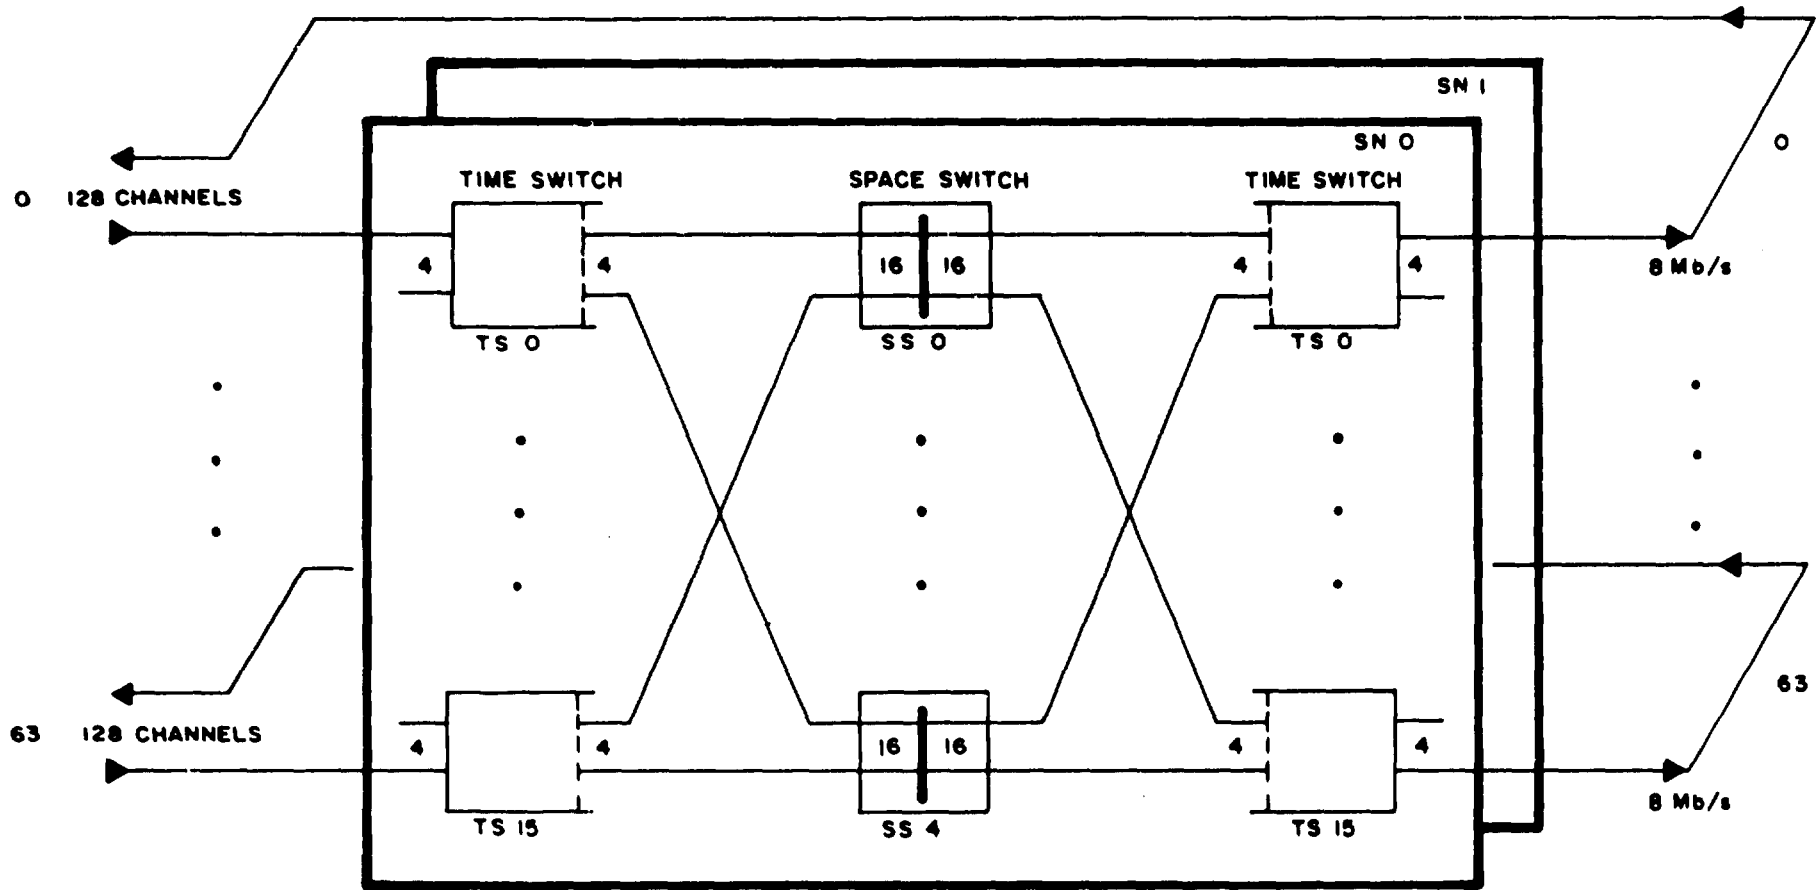 SN 1
SN 0
0
TIME SWITCH SPACE SWITCH TIME SWITCH
0 128 CHANNELS
4 4 16 16 4 4
8 Mb/s
TS 0 SS 0 TS 0
63
63 128 CHANNELS
4 4 16 16 4 4
8 Mb/s
TS 15 SS 4 TS 15